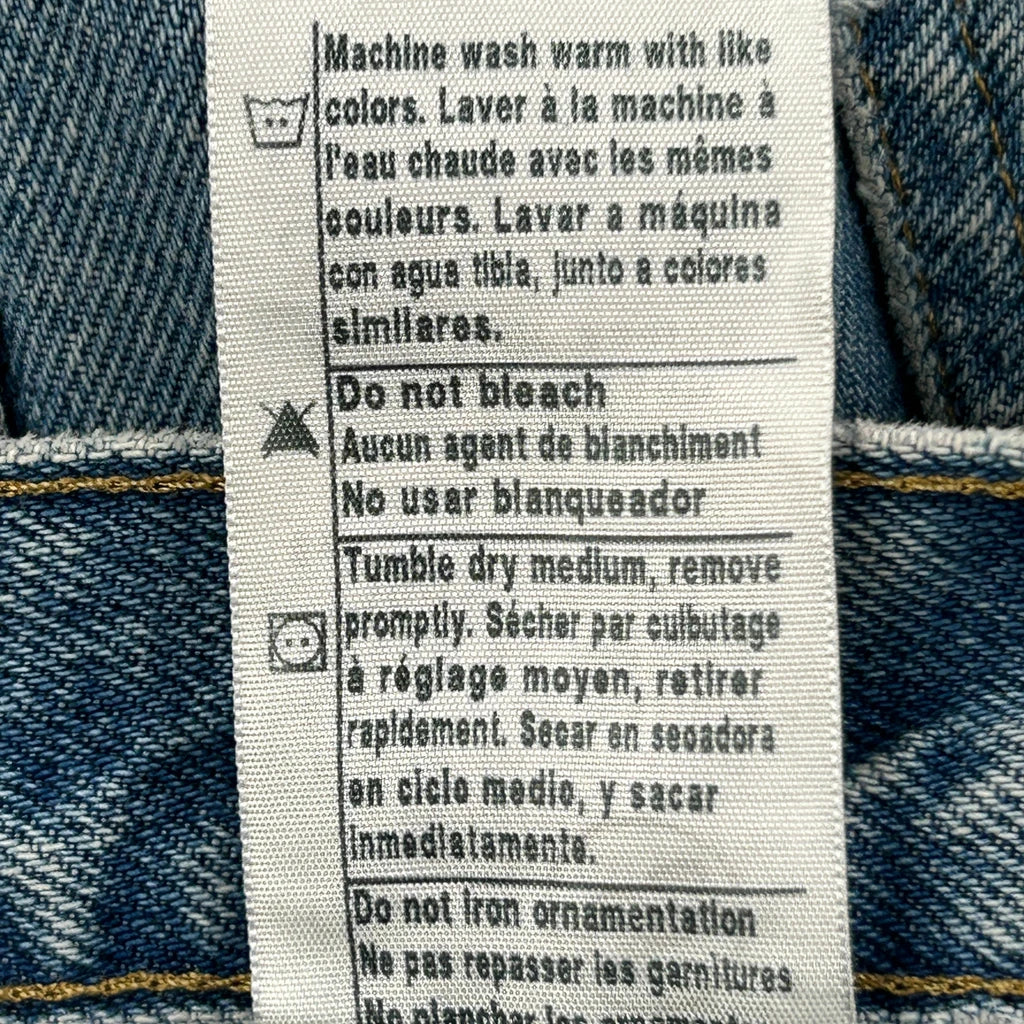 Machine wash warm with like
colors. Laver à la machine à
l'eau chaude avec les mêmes
couleurs. Lavar a máquina
con agua tibia, junto a colores
similares.
Do not bleach
Aucun agent de blanchiment
No usar blanqueador
Tumble dry medium, remove
promptly. Sécher par culbutage
à réglage moyen, retirer
rapidement. Secar en secadora
en ciclo medio, y sacar
inmediatamente.
Do not iron ornamentation
Ne pas repasser les garnitures
No planchar los